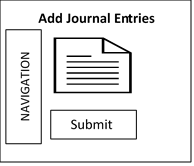 Add Journal Entries
NAVIGATION
Submit